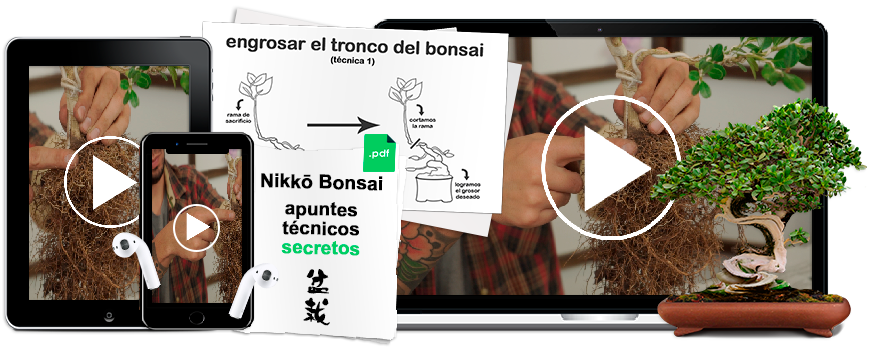 engrosar el tronco del bonsai
(técnica 1)
rama de
sacrificio
cortamos
la rama
.pdf
logramos
el grosor
deseado
Nikkō Bonsai
apuntes
técnicos
secretos
盆
栽